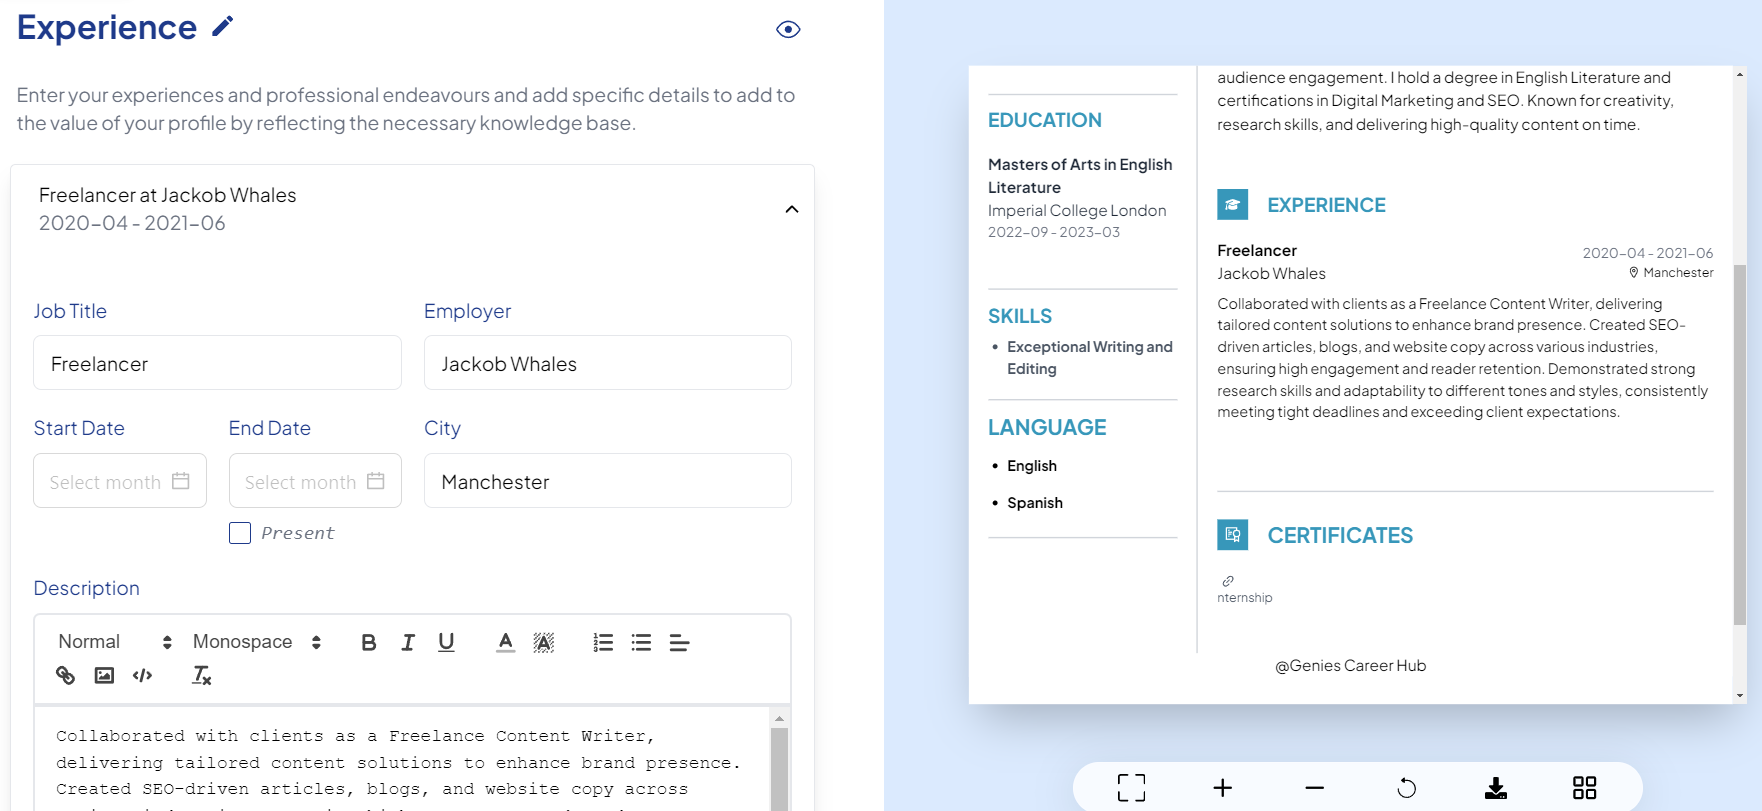 Experience
Enter your experiences and professional endeavours and add specific details to add to
the value of your profile by reflecting the necessary knowledge base.
Freelancer at Jackob Whales
2020-04 - 2021-06
Job Title
Employer
Freelancer
Jackob Whales
Start Date
End Date
City
Select month
Select month
Manchester
Present
Description
Normal
Monospace
Collaborated with clients as a Freelance Content Writer,
delivering tailored content solutions to enhance brand presence.
Created SEO-driven articles, blogs, and website copy across
EDUCATION
Masters of Arts in English
Literature
Imperial College London
2022-09 - 2023-03
SKILLS
• Exceptional Writing and
Editing
LANGUAGE
• English
• Spanish
audience engagement. I hold a degree in English Literature and
certifications in Digital Marketing and SEO. Known for creativity,
research skills, and delivering high-quality content on time.
EXPERIENCE
Freelancer
2020-04 - 2021-06
Jackob Whales
Manchester
Collaborated with clients as a Freelance Content Writer, delivering
tailored content solutions to enhance brand presence. Created SEO-
driven articles, blogs, and website copy across various industries,
ensuring high engagement and reader retention. Demonstrated strong
research skills and adaptability to different tones and styles, consistently
meeting tight deadlines and exceeding client expectations.
CERTIFICATES
nternship
@Genies Career Hub